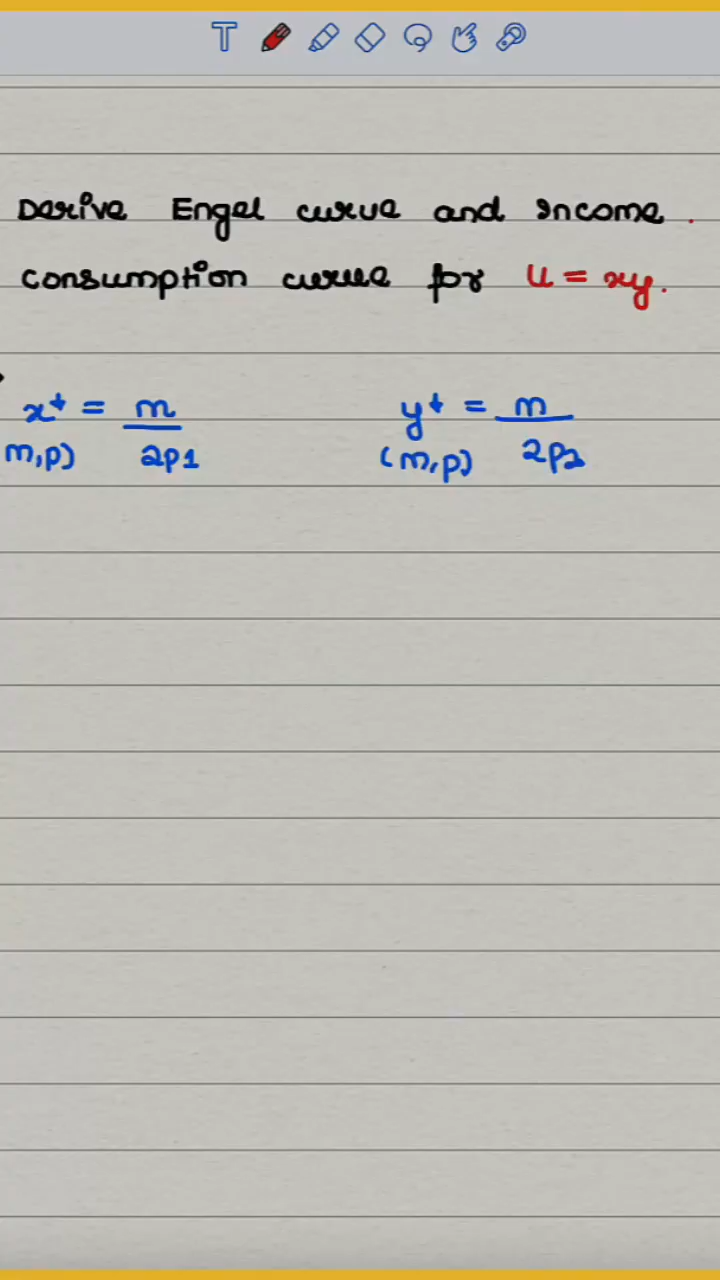 Derive Engel curve and Income.
consumption curve for u = xy.
x* = m/2p1 y* = m/2p2
m,p) (m,p)